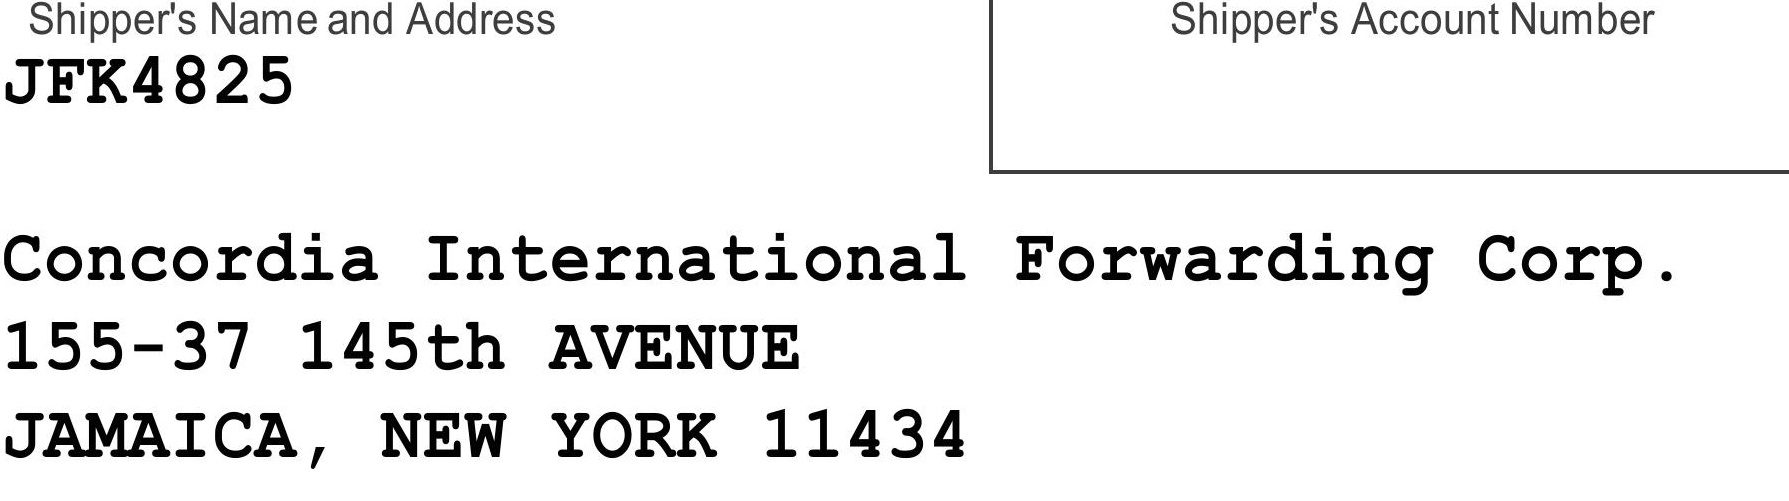 Shipper's Name and Address
Shipper's Account Number
JFK4825
Concordia International Forwarding Corp.
155-37 145th AVENUE
JAMAICA, NEW YORK 11434